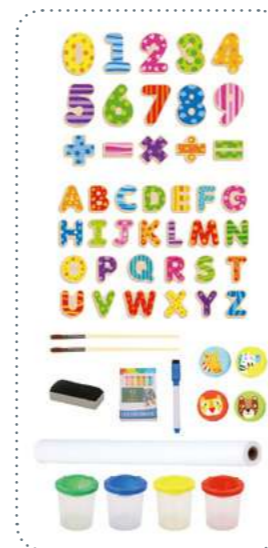 0 1 2 3 4
5 6 7 8 9
+ - × ÷ =
A B C D E F G
H I J K L M N
O P Q R S T
U V W X Y Z